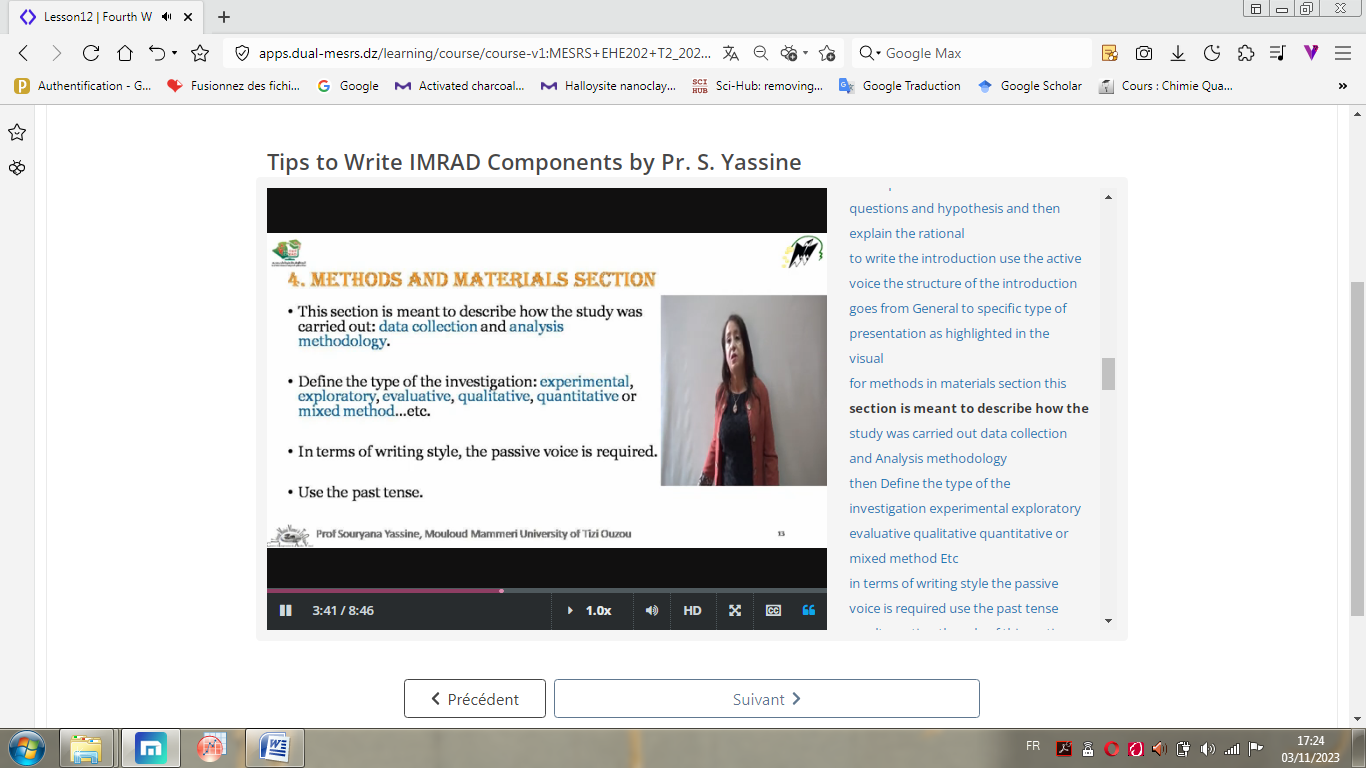 Lesson12 | Fourth W
apps.dual-mesrs.dz/learning/course/course-v1:MESRS+EHE202+T2_202...
Google Max
Authentification - G...
Fusionnez des fichi...
Google
Activated charcoal...
Halloysite nanoclay...
SCI
HUB
Sci-Hub: removing...
Google Traduction
Google Scholar
Cours : Chimie Qua...
Tips to Write IMRAD Components by Pr. S. Yassine
4. METHODS AND MATERIALS SECTION
• This section is meant to describe how the study was
carried out: data collection and analysis
methodology.
• Define the type of the investigation: experimental,
exploratory, evaluative, qualitative, quantitative or
mixed method...etc.
• In terms of writing style, the passive voice is required.
• Use the past tense.
Prof Souryana Yassine, Mouloud Mammeri University of Tizi Ouzou
13
3:41 / 8:46
1.0x
HD
questions and hypothesis and then
explain the rational
to write the introduction use the active
voice the structure of the introduction
goes from General to specific type of
presentation as highlighted in the
visual
for methods in materials section this
section is meant to describe how the
study was carried out data collection
and Analysis methodology
then Define the type of the
investigation experimental exploratory
evaluative qualitative quantitative or
mixed method Etc
in terms of writing style the passive
voice is required use the past tense
Précédent
Suivant
FR
17:24
03/11/2023